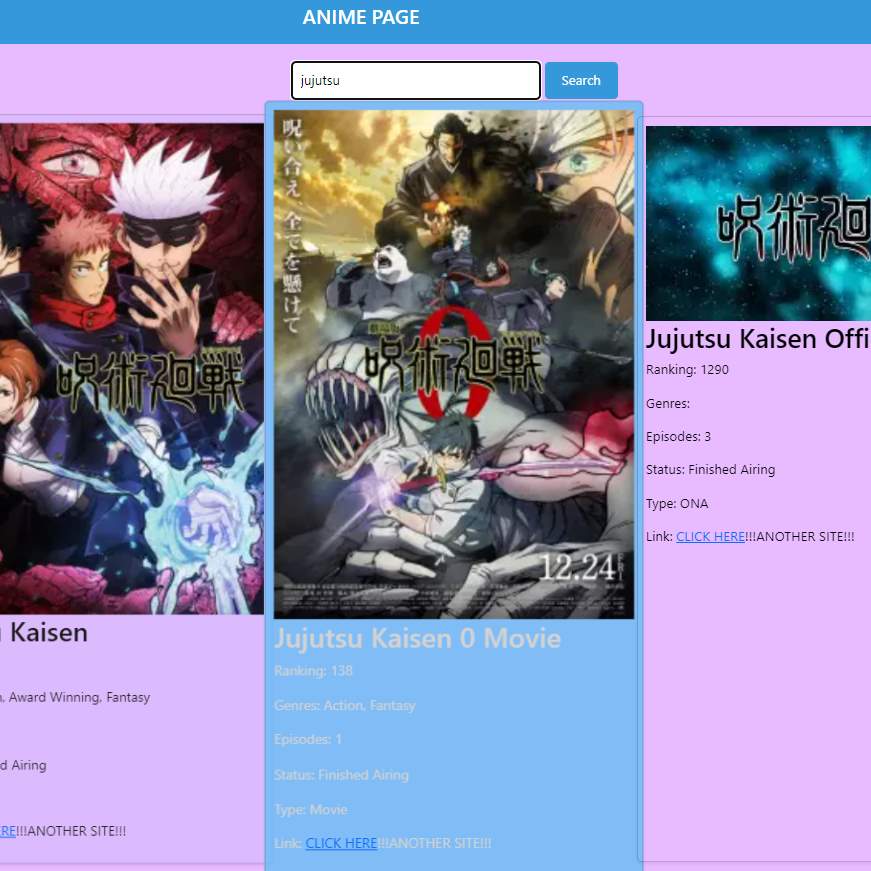 ANIME PAGE
jujutsu
Search
Kaisen
, Award Winning, Fantasy
d Airing
RE!!!ANOTHER SITE!!!
呪い合え、全てを懸けて
劇場版
呪術廻戦
0
呪術廻戦
12.24 FRI
Jujutsu Kaisen 0 Movie
Ranking: 138
Genres: Action, Fantasy
Episodes: 1
Status: Finished Airing
Type: Movie
Link: CLICK HERE!!!ANOTHER SITE!!!
呪術廻
Jujutsu Kaisen Offi
Ranking: 1290
Genres:
Episodes: 3
Status: Finished Airing
Type: ONA
Link: CLICK HERE!!!ANOTHER SITE!!!